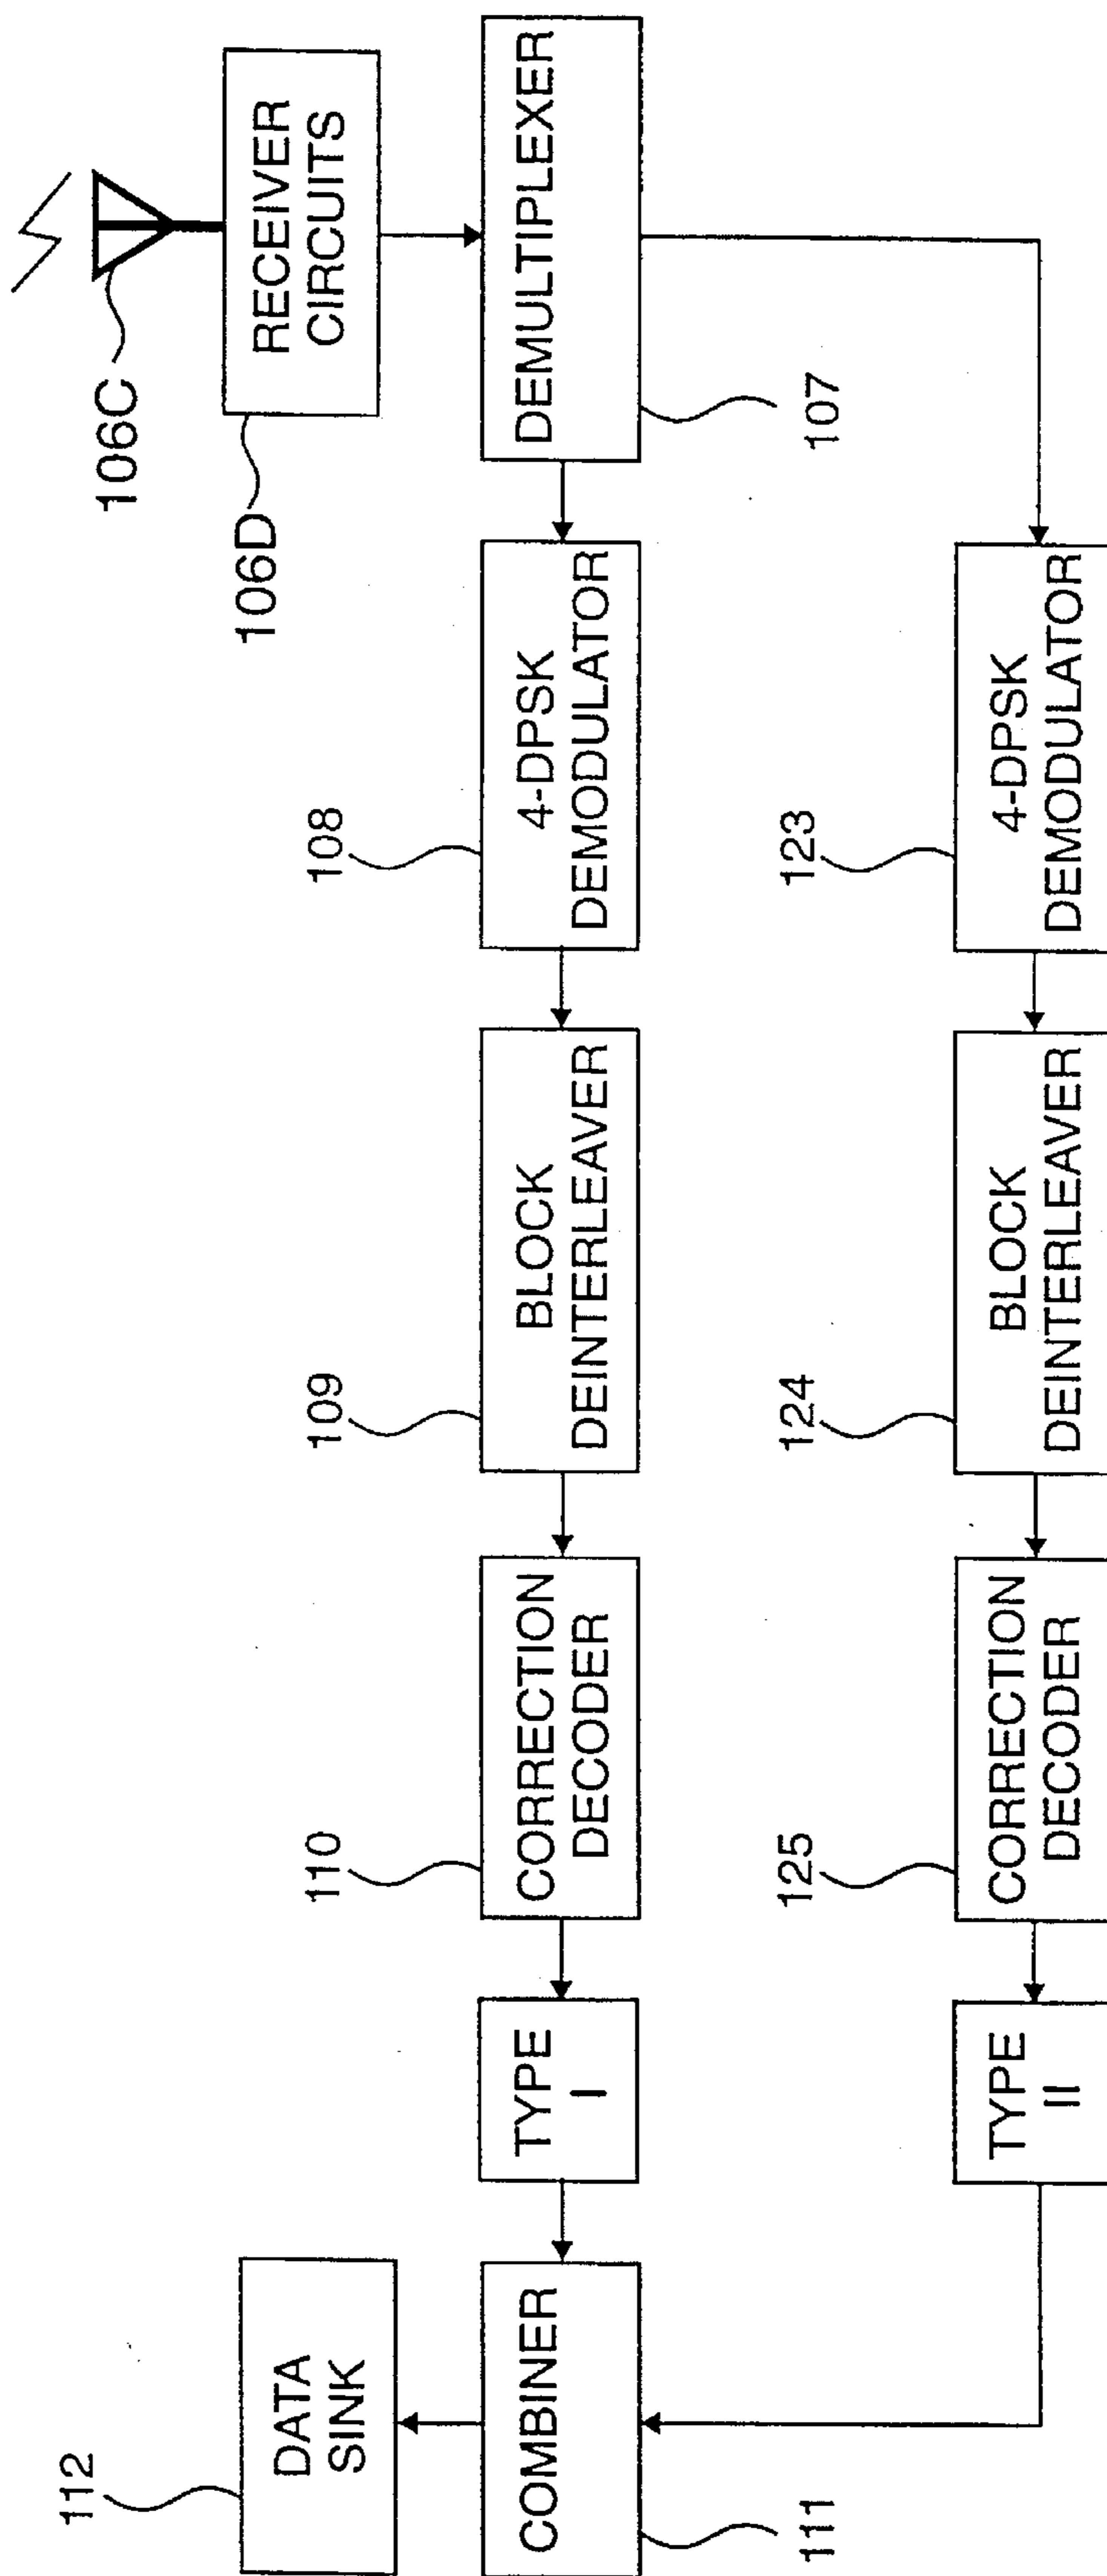 106C
106D
RECEIVER
CIRCUITS
DEMULTIPLEXER
107
108
4-DPSK
DEMODULATOR
109
BLOCK
DEINTERLEAVER
110
CORRECTION
DECODER
TYPE
I
COMBINER
111
112
DATA
SINK
123
4-DPSK
DEMODULATOR
124
BLOCK
DEINTERLEAVER
125
CORRECTION
DECODER
TYPE
II